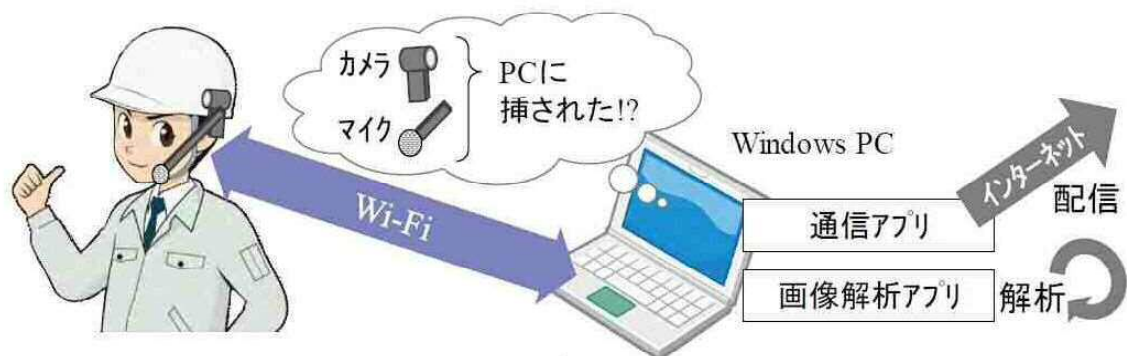 カメラ
マイク
PCに
挿された!?
Wi-Fi
Windows PC
インターネット
配信
通信アプリ
画像解析アプリ
解析